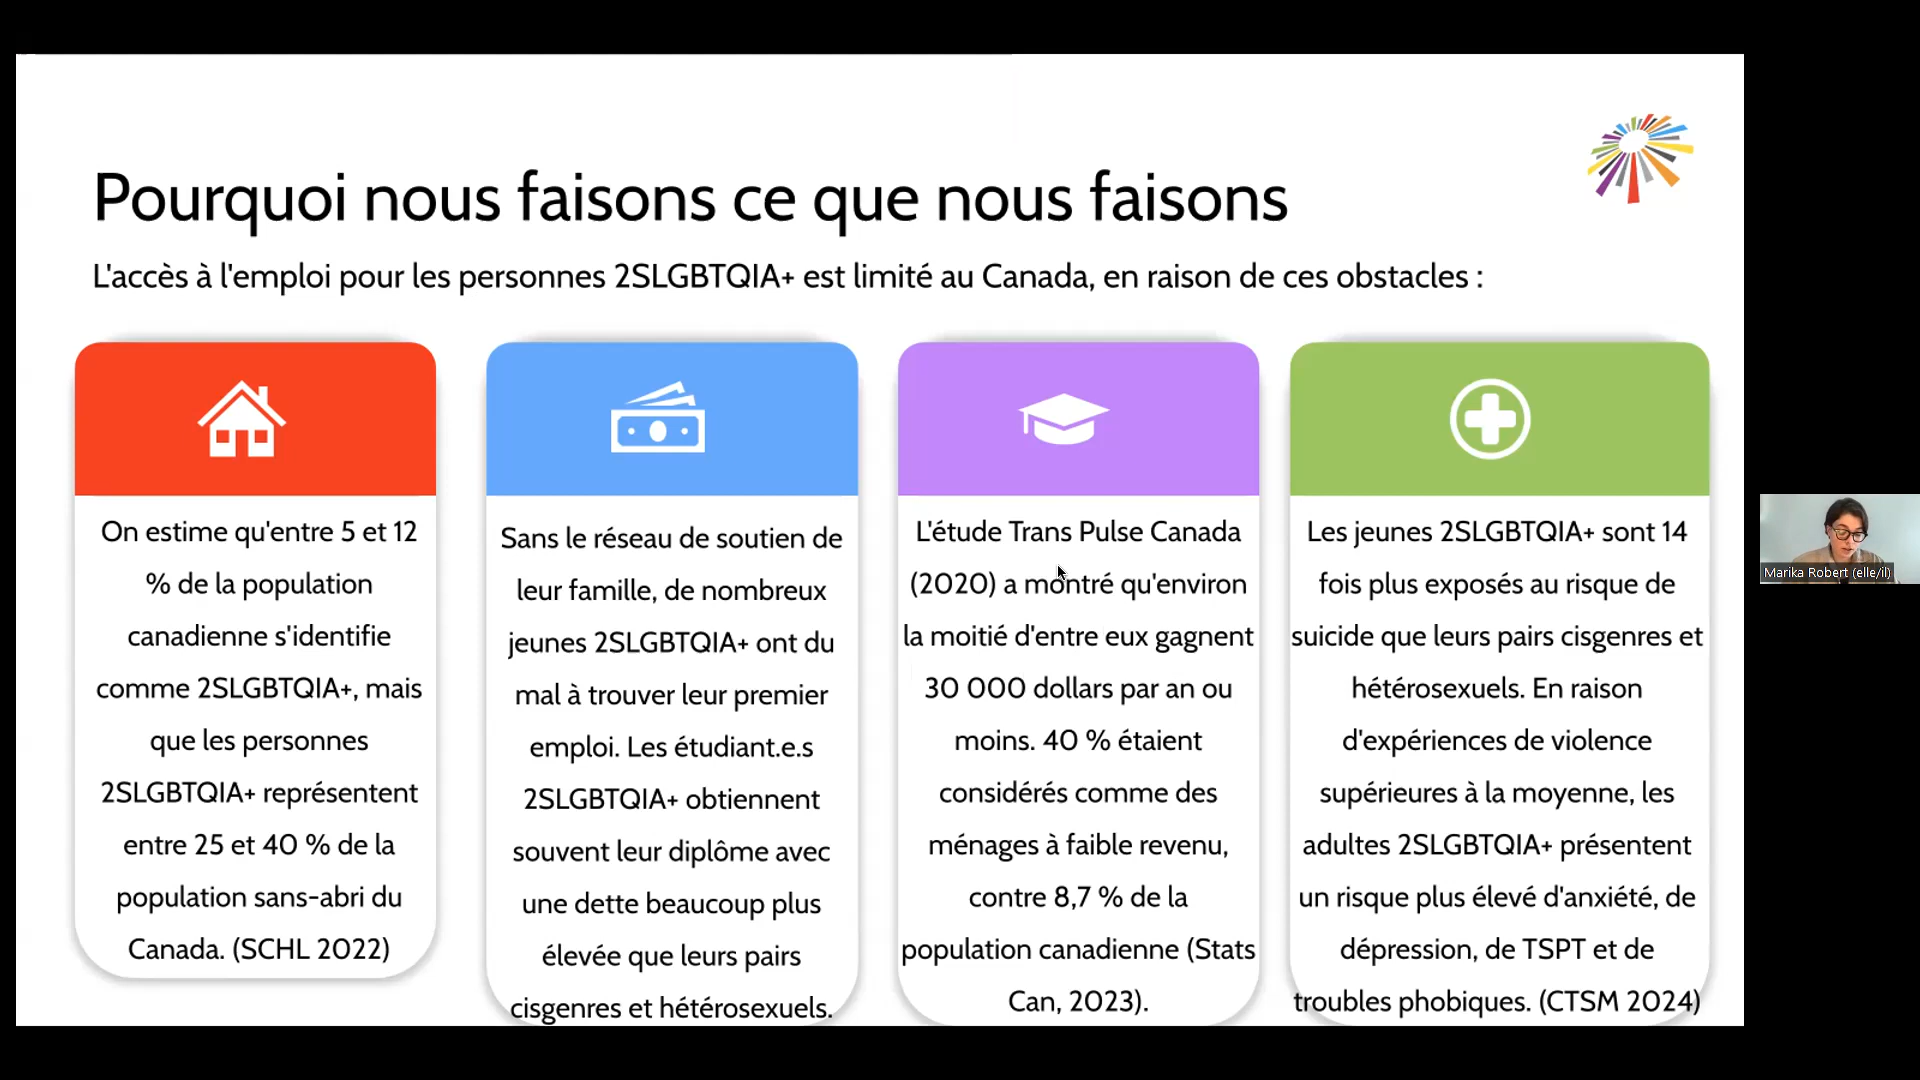 Pourquoi nous faisons ce que nous faisons
L'accès à l'emploi pour les personnes 2SLGBTQIA+ est limité au Canada, en raison de ces obstacles :
On estime qu'entre 5 et 12
% de la population
canadienne s'identifie
comme 2SLGBTQIA+, mais
que les personnes
2SLGBTQIA+ représentent
entre 25 et 40 % de la
population sans-abri du
Canada. (SCHL 2022)
Sans le réseau de soutien de
leur famille, de nombreux
jeunes 2SLGBTQIA+ ont du
mal à trouver leur premier
emploi. Les étudiant.e.s
2SLGBTQIA+ obtiennent
souvent leur diplôme avec
une dette beaucoup plus
élevée que leurs pairs
cisgenres et hétérosexuels.
L'étude Trans Pulse Canada
(2020) a montré qu'environ
la moitié d'entre eux gagnent
30 000 dollars par an ou
moins. 40 % étaient
considérés comme des
ménages à faible revenu,
contre 8,7 % de la
population canadienne (Stats
Can, 2023).
Les jeunes 2SLGBTQIA+ sont 14
fois plus exposés au risque de
suicide que leurs pairs cisgenres et
hétérosexuels. En raison
d'expériences de violence
supérieures à la moyenne, les
adultes 2SLGBTQIA+ présentent
un risque plus élevé d'anxiété, de
dépression, de TSPT et de
troubles phobiques. (CTSM 2024)
Marika Robert (elle/il)